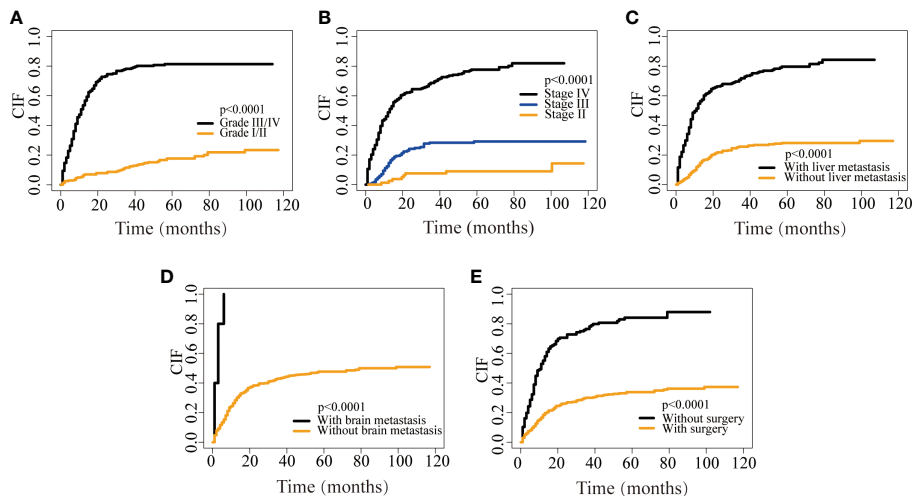 A
CIF
0.0 0.2 0.4 0.6 0.8 1.0
p<0.0001
Grade III/IV
Grade I/II
0 20 40 60 80 100 120
Time (months)
B
CIF
0.0 0.2 0.4 0.6 0.8 1.0
p<0.0001
Stage IV
Stage III
Stage II
0 20 40 60 80 100 120
Time (months)
C
CIF
0.0 0.2 0.4 0.6 0.8 1.0
p<0.0001
With liver metastasis
Without liver metastasis
0 20 40 60 80 100 120
Time (months)
D
CIF
0.0 0.2 0.4 0.6 0.8 1.0
p<0.0001
With brain metastasis
Without brain metastasis
0 20 40 60 80 100 120
Time (months)
E
CIF
0.0 0.2 0.4 0.6 0.8 1.0
p<0.0001
Without surgery
With surgery
0 20 40 60 80 100 120
Time (months)